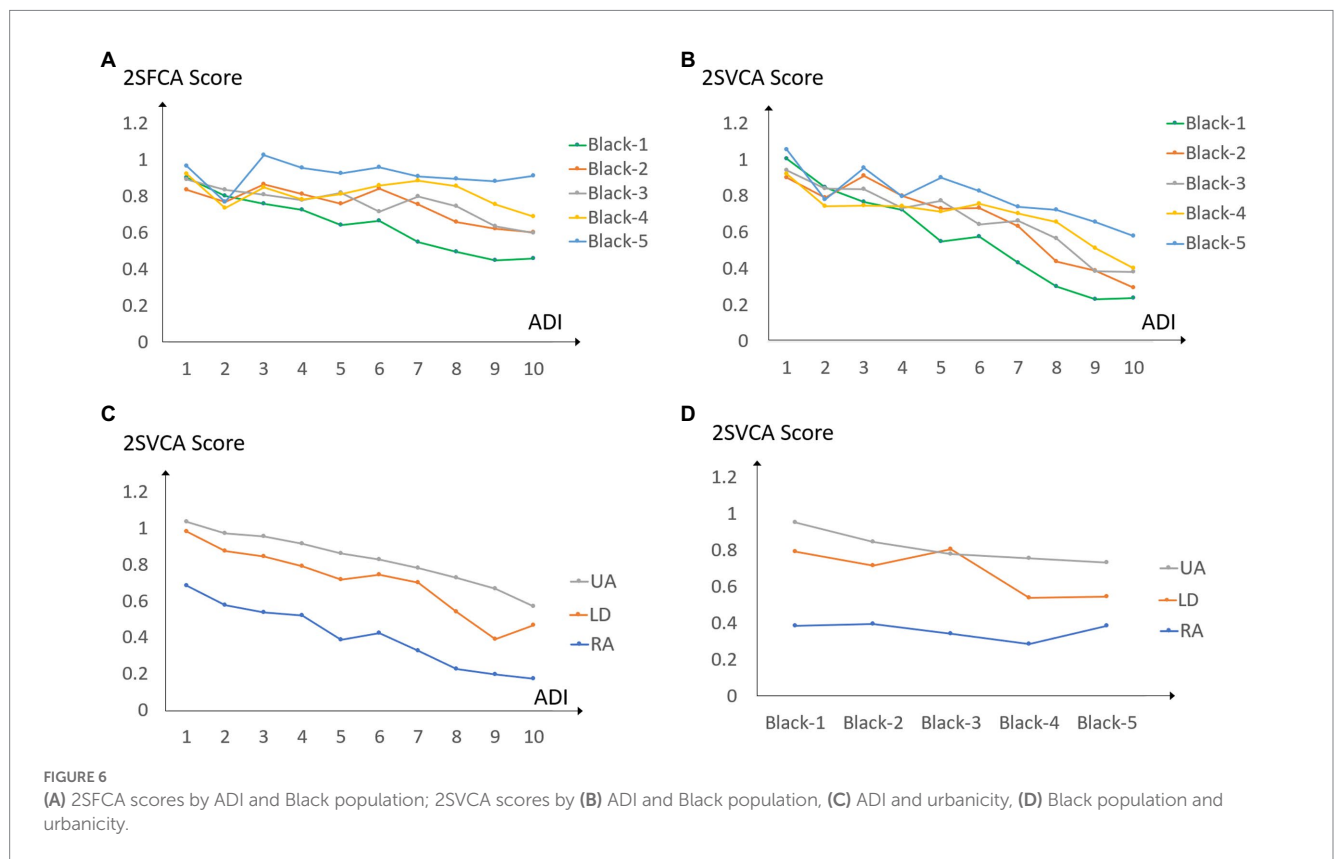 A
2SFCA Score
1.2
1
0.8
0.6
0.4
0.2
0
ADI
1 2 3 4 5 6 7 8 9 10
Black-1
Black-2
Black-3
Black-4
Black-5
B
2SVCA Score
1.2
1
0.8
0.6
0.4
0.2
0
ADI
1 2 3 4 5 6 7 8 9 10
Black-1
Black-2
Black-3
Black-4
Black-5
C
2SVCA Score
1.2
1
0.8
0.6
0.4
0.2
0
ADI
1 2 3 4 5 6 7 8 9 10
UA
LD
RA
D
2SVCA Score
1.2
1
0.8
0.6
0.4
0.2
0
Black-1 Black-2 Black-3 Black-4 Black-5
UA
LD
RA
FIGURE 6
(A) 2SFCA scores by ADI and Black population; 2SVCA scores by (B) ADI and Black population, (C) ADI and urbanicity, (D) Black population and
urbanicity.